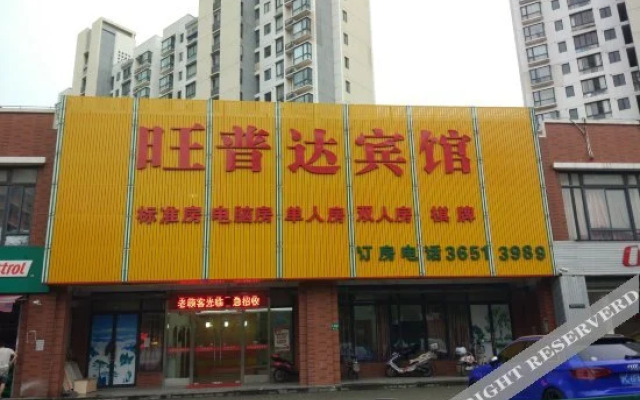 旺普达宾馆
标准房 电脑房 单人房 双人房 棋牌
订房电话 3651 3989
strol
RIGHT RESERVERD